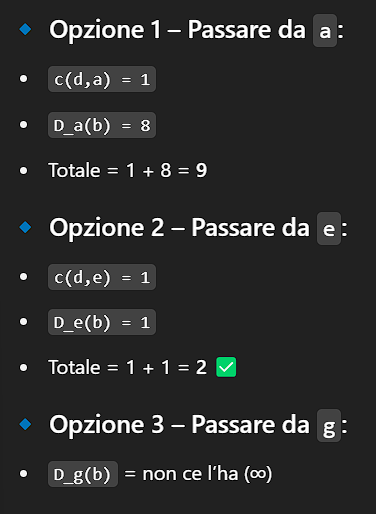 Opzione 1 – Passare da a:
c(d,a) = 1
D_a(b) = 8
Totale = 1 + 8 = 9
Opzione 2 – Passare da e:
c(d,e) = 1
D_e(b) = 1
Totale = 1 + 1 = 2 ✅
Opzione 3 – Passare da g:
D_g(b) = non ce l’ha (∞)